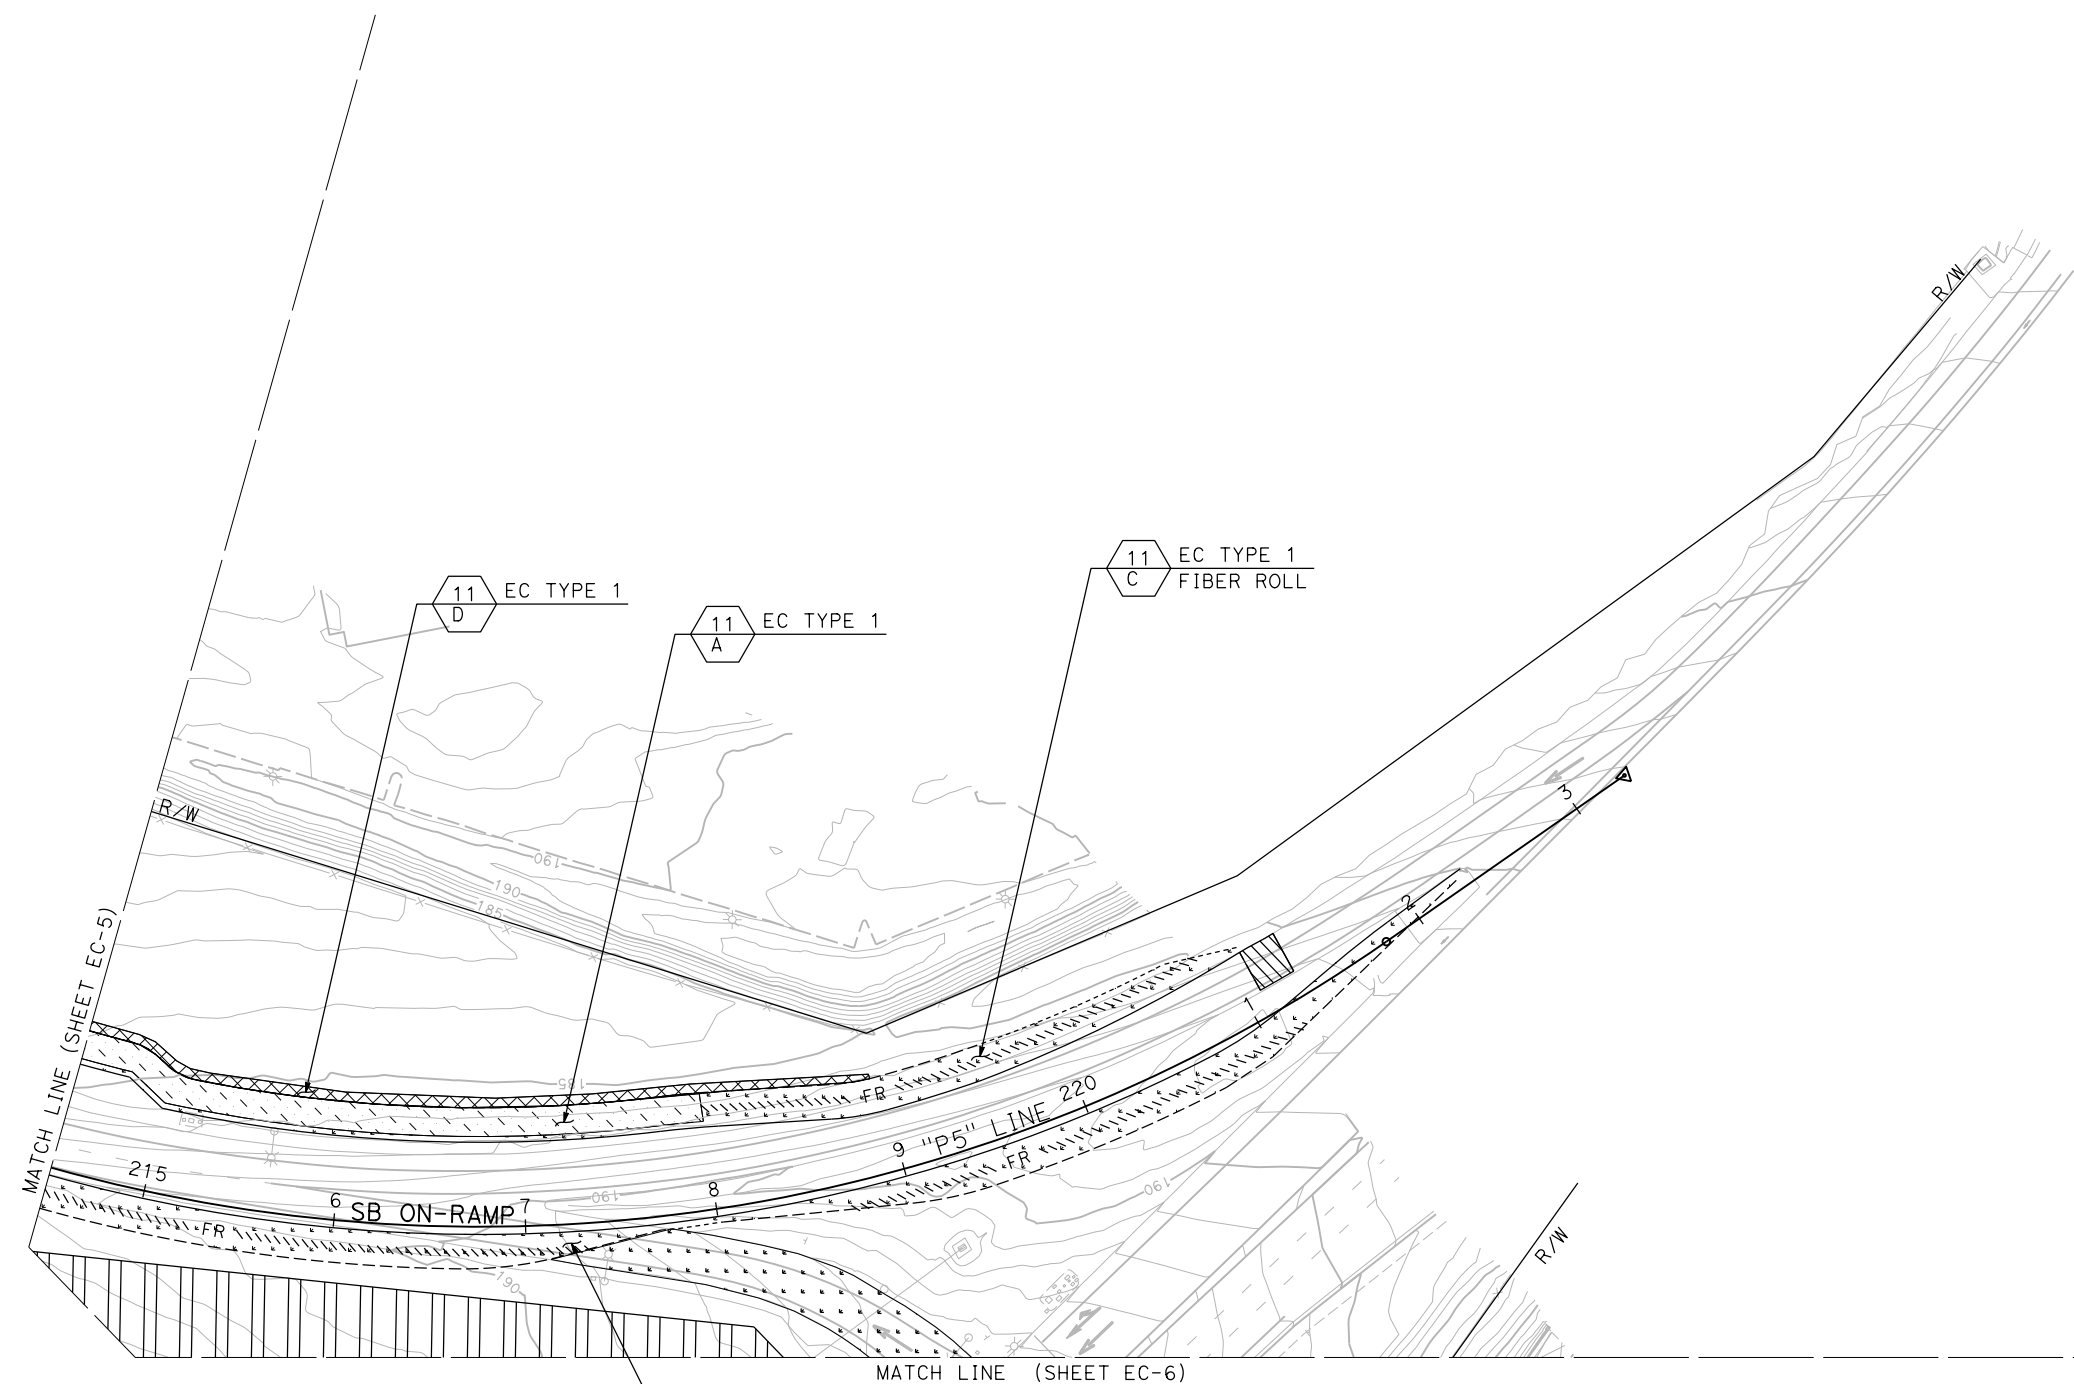 R/W
11
C
EC TYPE 1
FIBER ROLL
11
D
EC TYPE 1
11
A
EC TYPE 1
R/W
3
190
190
185
2
MATCH LINE (SHEET EC-5)
1
185
FR
220
"P5" LINE
9
FR
215
6
SB ON-RAMP
7
190
8
190
FR
190
R/W
MATCH LINE (SHEET EC-6)